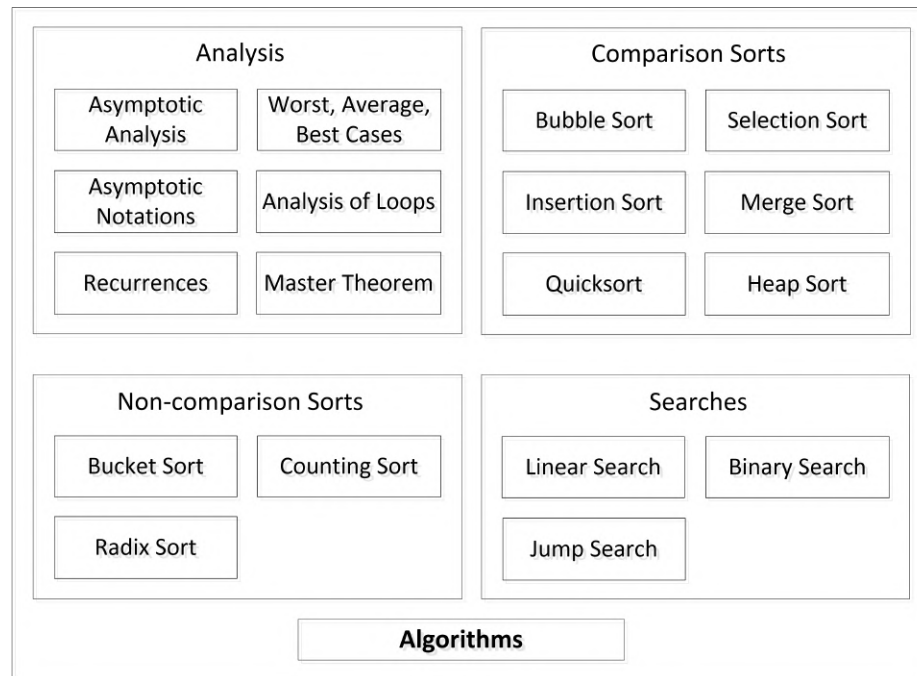 Analysis
Asymptotic
Analysis
Worst, Average,
Best Cases
Asymptotic
Notations
Analysis of Loops
Recurrences
Master Theorem
Comparison Sorts
Bubble Sort
Selection Sort
Insertion Sort
Merge Sort
Quicksort
Heap Sort
Non-comparison Sorts
Bucket Sort
Counting Sort
Radix Sort
Searches
Linear Search
Binary Search
Jump Search
Algorithms